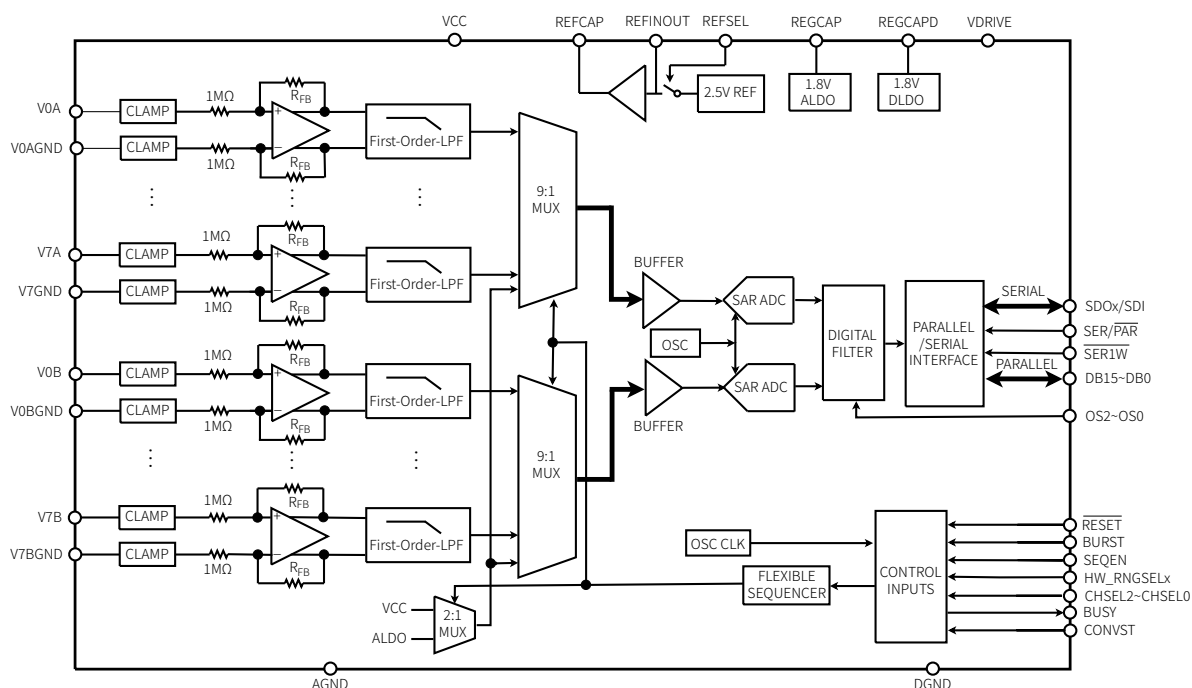 VCC
REFCAP
REFINOUT
REFSEL
REGCAP
REGCAPD
VDRIVE
2.5V REF
1.8V
ALDO
1.8V
DLDO
V0A
CLAMP
1MΩ
RFB
First-Order-LPF
V0AGND
CLAMP
1MΩ
RFB
9:1
MUX
V7A
CLAMP
1MΩ
RFB
First-Order-LPF
V7GND
CLAMP
1MΩ
RFB
BUFFER
SAR ADC
OSC
DIGITAL
FILTER
PARALLEL
/SERIAL
INTERFACE
SERIAL
SDOx/SDI
SER/PAR
SER1W
PARALLEL
DB15~DB0
OS2~OS0
V0B
CLAMP
1MΩ
RFB
First-Order-LPF
V0BGND
CLAMP
1MΩ
RFB
SAR ADC
BUFFER
9:1
MUX
V7B
CLAMP
1MΩ
RFB
First-Order-LPF
V7BGND
CLAMP
1MΩ
RFB
OSC CLK
FLEXIBLE
SEQUENCER
CONTROL
INPUTS
RESET
BURST
SEQEN
HW_RNGSELx
CHSEL2~CHSEL0
BUSY
CONVST
VCC
ALDO
2:1
MUX
AGND
DGND